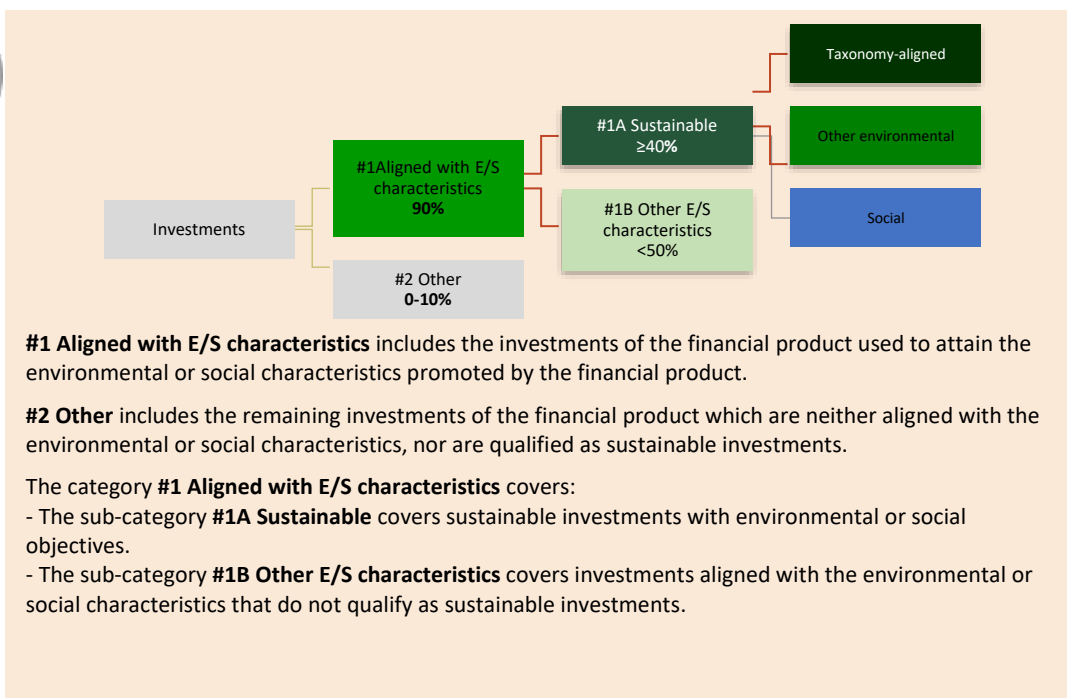 Taxonomy-aligned
#1A Sustainable
≥40%
Other environmental
#1Aligned with E/S
characteristics
90%
#1B Other E/S
characteristics
<50%
Social
Investments
#2 Other
0-10%
#1 Aligned with E/S characteristics includes the investments of the financial product used to attain the
environmental or social characteristics promoted by the financial product.
#2 Other includes the remaining investments of the financial product which are neither aligned with the
environmental or social characteristics, nor are qualified as sustainable investments.
The category #1 Aligned with E/S characteristics covers:
- The sub-category #1A Sustainable covers sustainable investments with environmental or social
objectives.
- The sub-category #1B Other E/S characteristics covers investments aligned with the environmental or
social characteristics that do not qualify as sustainable investments.